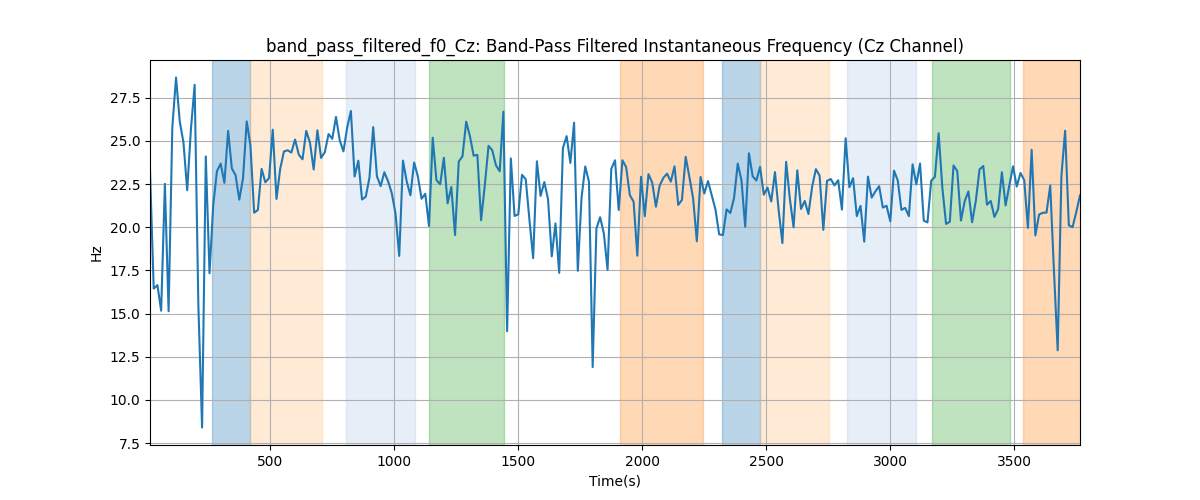 band_pass_filtered_f0_Cz: Band-Pass Filtered Instantaneous Frequency (Cz Channel)
27.5
25.0
22.5
20.0
17.5
15.0
12.5
10.0
7.5
Hz
500 1000 1500 2000 2500 3000 3500
Time(s)